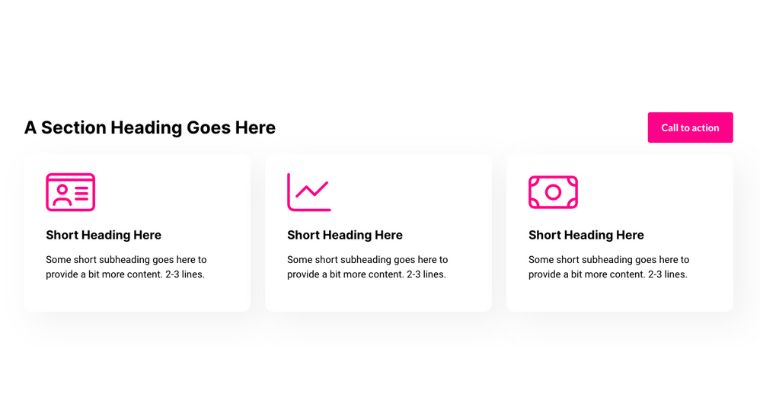 A Section Heading Goes Here
Call to action
Short Heading Here
Some short subheading goes here to
provide a bit more content. 2-3 lines.
Short Heading Here
Some short subheading goes here to
provide a bit more content. 2-3 lines.
Short Heading Here
Some short subheading goes here to
provide a bit more content. 2-3 lines.